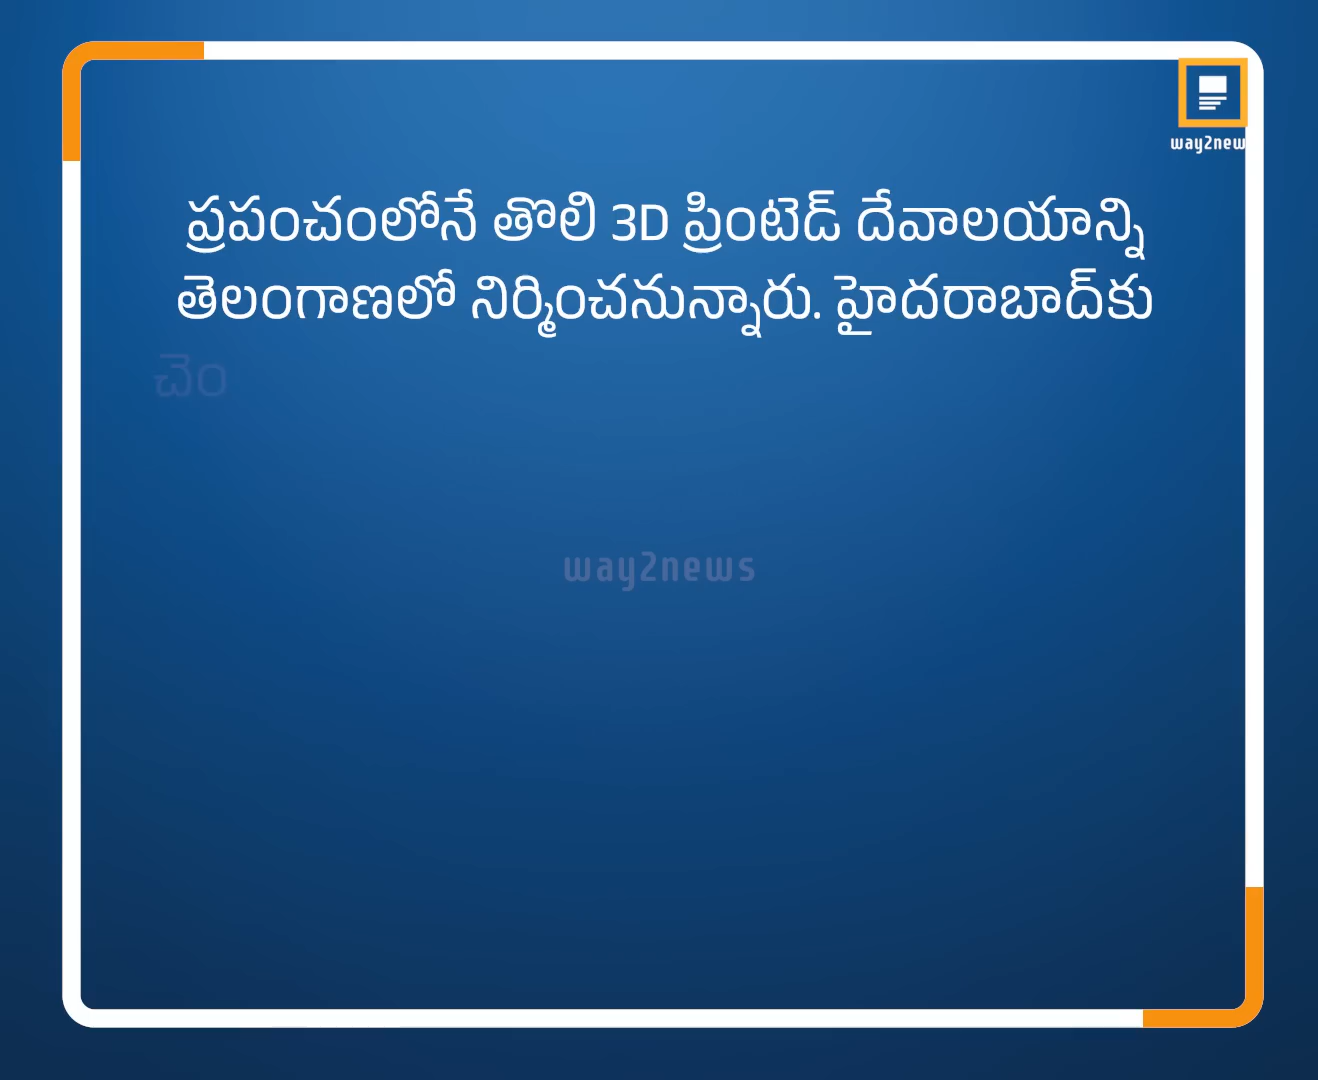 way2new
ప్రపంచంలోనే తొలి 3D ప్రింటెడ్ దేవాలయాన్ని
తెలంగాణలో నిర్మించనున్నారు. హైదరాబాద్‌కు
చెం
way2news